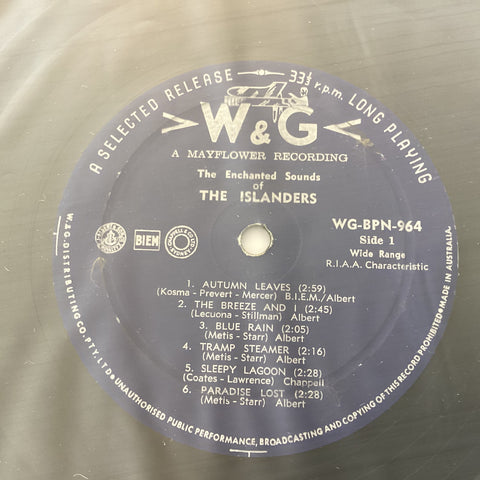 A SELECTED RELEASE 33⅓ r.p.m. LONG PLAYING
W&G
A MAYFLOWER RECORDING
The Enchanted Sounds
of
THE ISLANDERS
WG-BPN-964
Side 1
Wide Range
R.I.A.A. Characteristic
BIEM
1. AUTUMN LEAVES (2:59)
(Kosma - Prevert - Mercer) B.I.E.M./Albert
2. THE BREEZE AND I (2:45)
(Lecuona - Stillman) Albert
3. BLUE RAIN (2:05)
(Metis - Starr) Albert
4. TRAMP STEAMER (2:16)
(Metis - Starr) Albert
5. SLEEPY LAGOON (2:28)
(Coates - Lawrence) Chappell
6. PARADISE LOST (2:28)
(Metis - Starr) Albert
W.&G. DISTRIBUTING CO. PTY. LTD. • UNAUTHORISED PUBLIC PERFORMANCE, BROADCASTING AND COPYING OF THIS RECORD PROHIBITED • MADE IN AUSTRALIA.